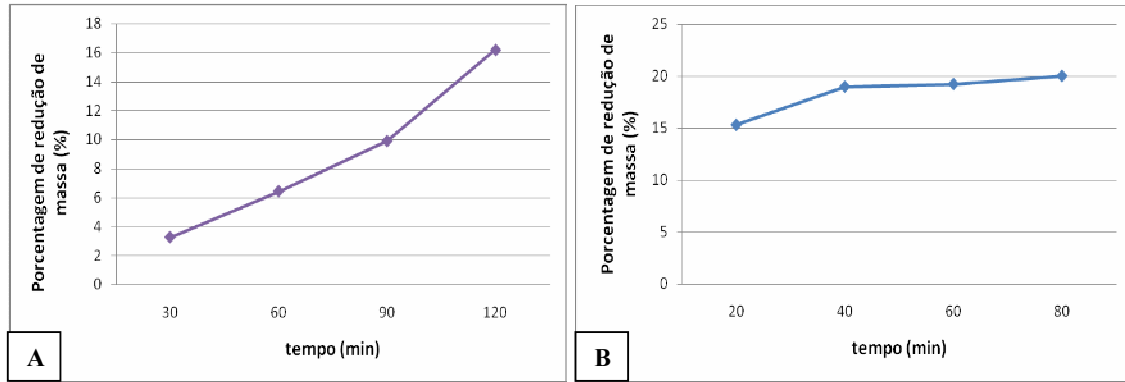 Porcentagem de redução de
massa (%)
18
16
14
12
10
8
6
4
2
0
30 60 90 120
tempo (min)
A
Porcentagem de redução de
massa (%)
25
20
15
10
5
0
20 40 60 80
tempo (min)
B